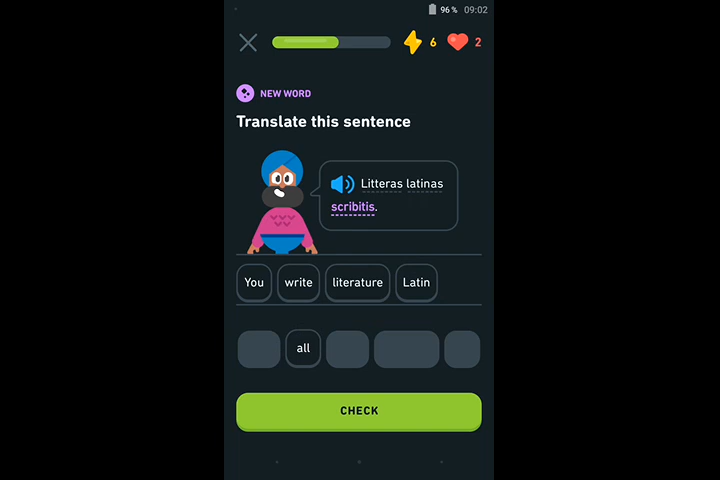 96 % 09:02
6 2
NEW WORD
Translate this sentence
Litteras latinas
scribitis.
You write literature Latin
all
CHECK